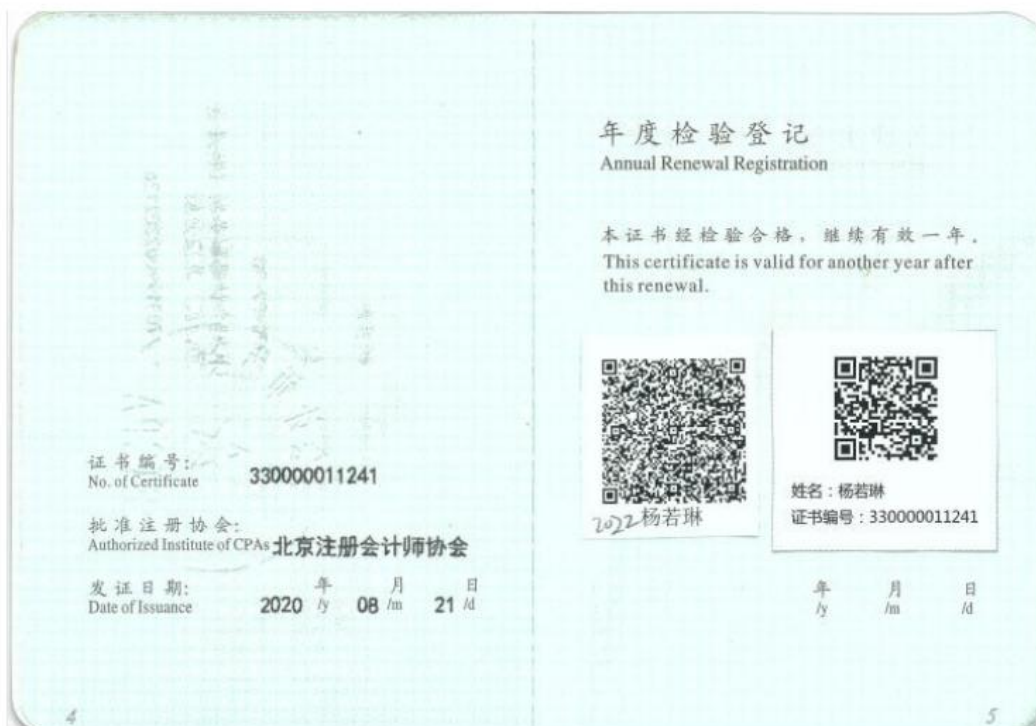 证书编号:
No. of Certificate
330000011241
批准注册协会:
Authorized Institute of CPAs 北京注册会计师协会
发证日期:
Date of Issuance
2020 年 /y 08 月 /m 21 日 /d
4
年度检验登记
Annual Renewal Registration
本证书经检验合格，继续有效一年。
This certificate is valid for another year after
this renewal.
2022 杨若琳
姓名：杨若琳
证书编号：330000011241
年 月 日
/y /m /d
5